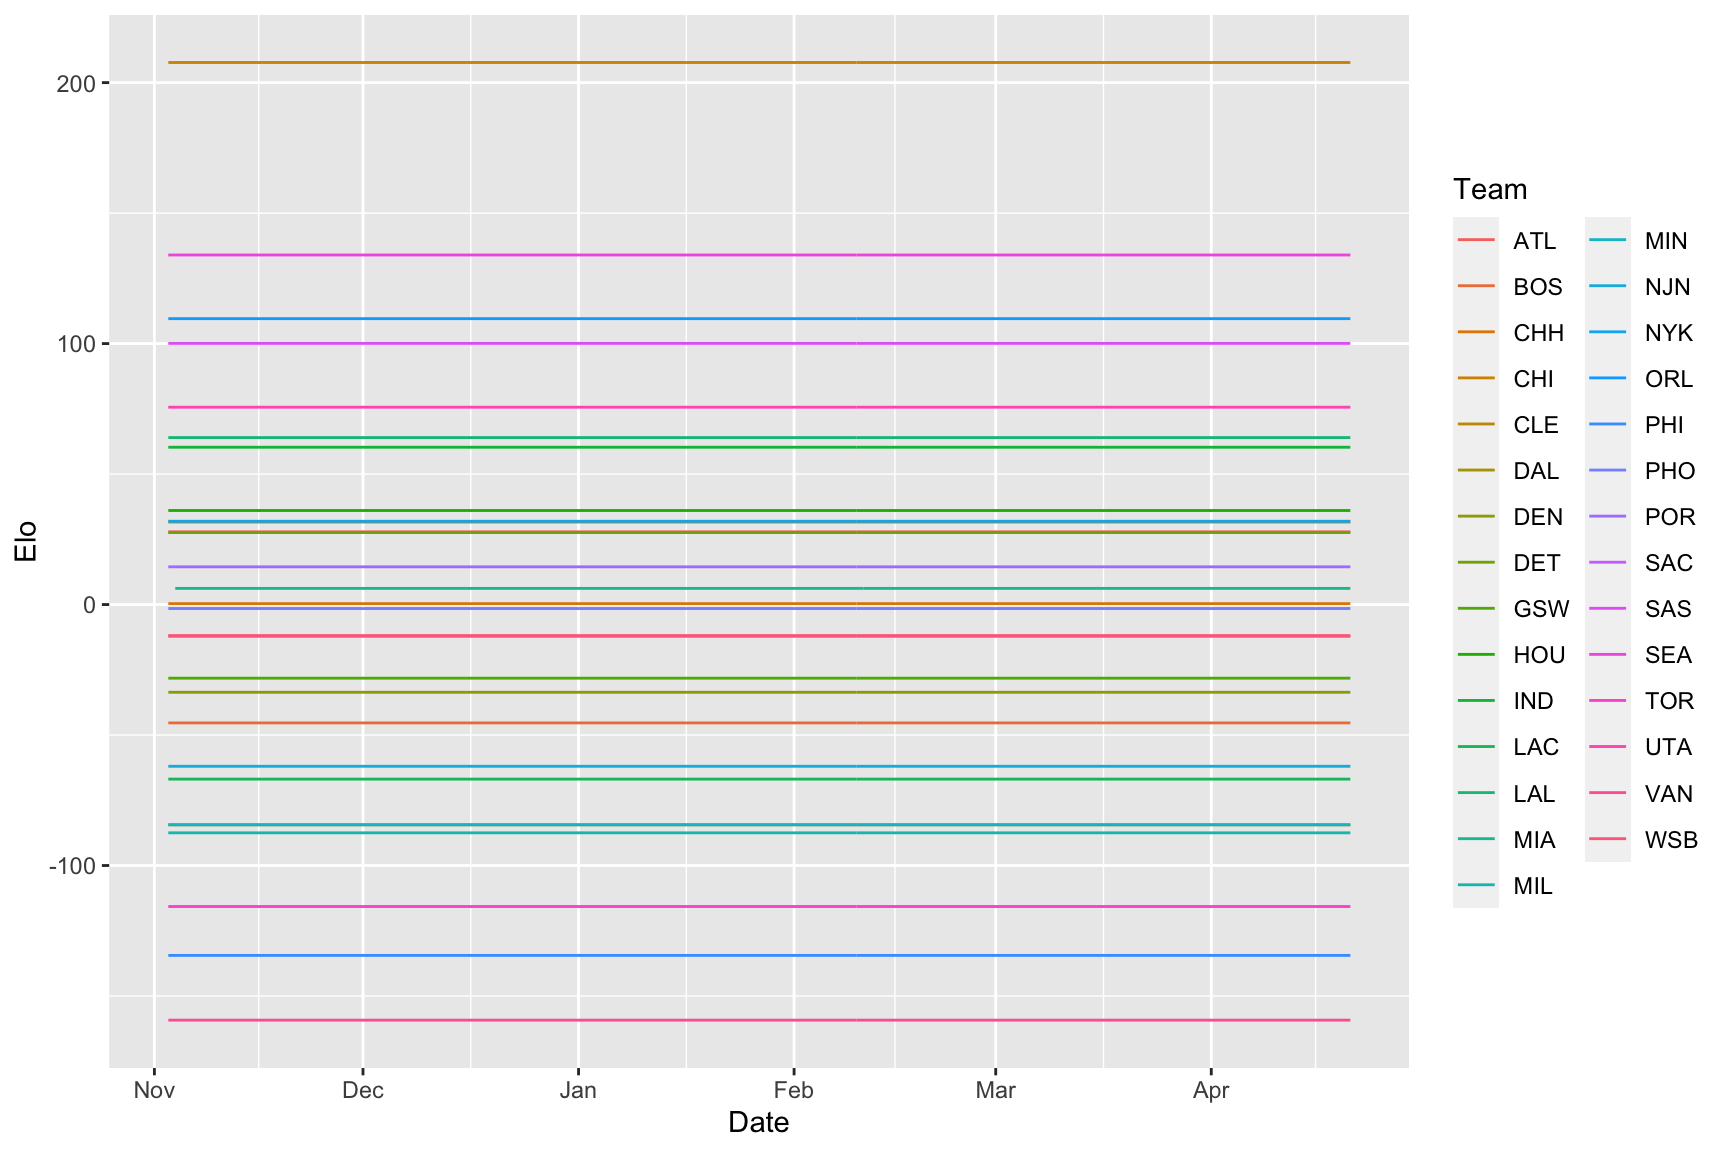 200
100
0
-100
Elo
Nov Dec Jan Feb Mar Apr
Date
Team
ATL MIN
BOS NJN
CHH NYK
CHI ORL
CLE PHI
DAL PHO
DEN POR
DET SAC
GSW SAS
HOU SEA
IND TOR
LAC UTA
LAL VAN
MIA WSB
MIL